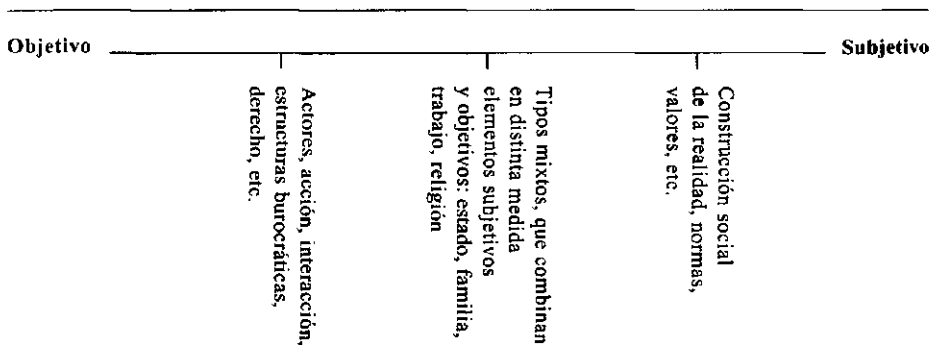 Objetivo
Subjetivo
Actores, acción, interacción,
estructuras burocráticas,
derecho, etc.
Tipos mixtos, que combinan
en distinta medida
elementos subjetivos
y objetivos: estado, familia,
trabajo, religión
Construcción social
de la realidad, normas,
valores, etc.